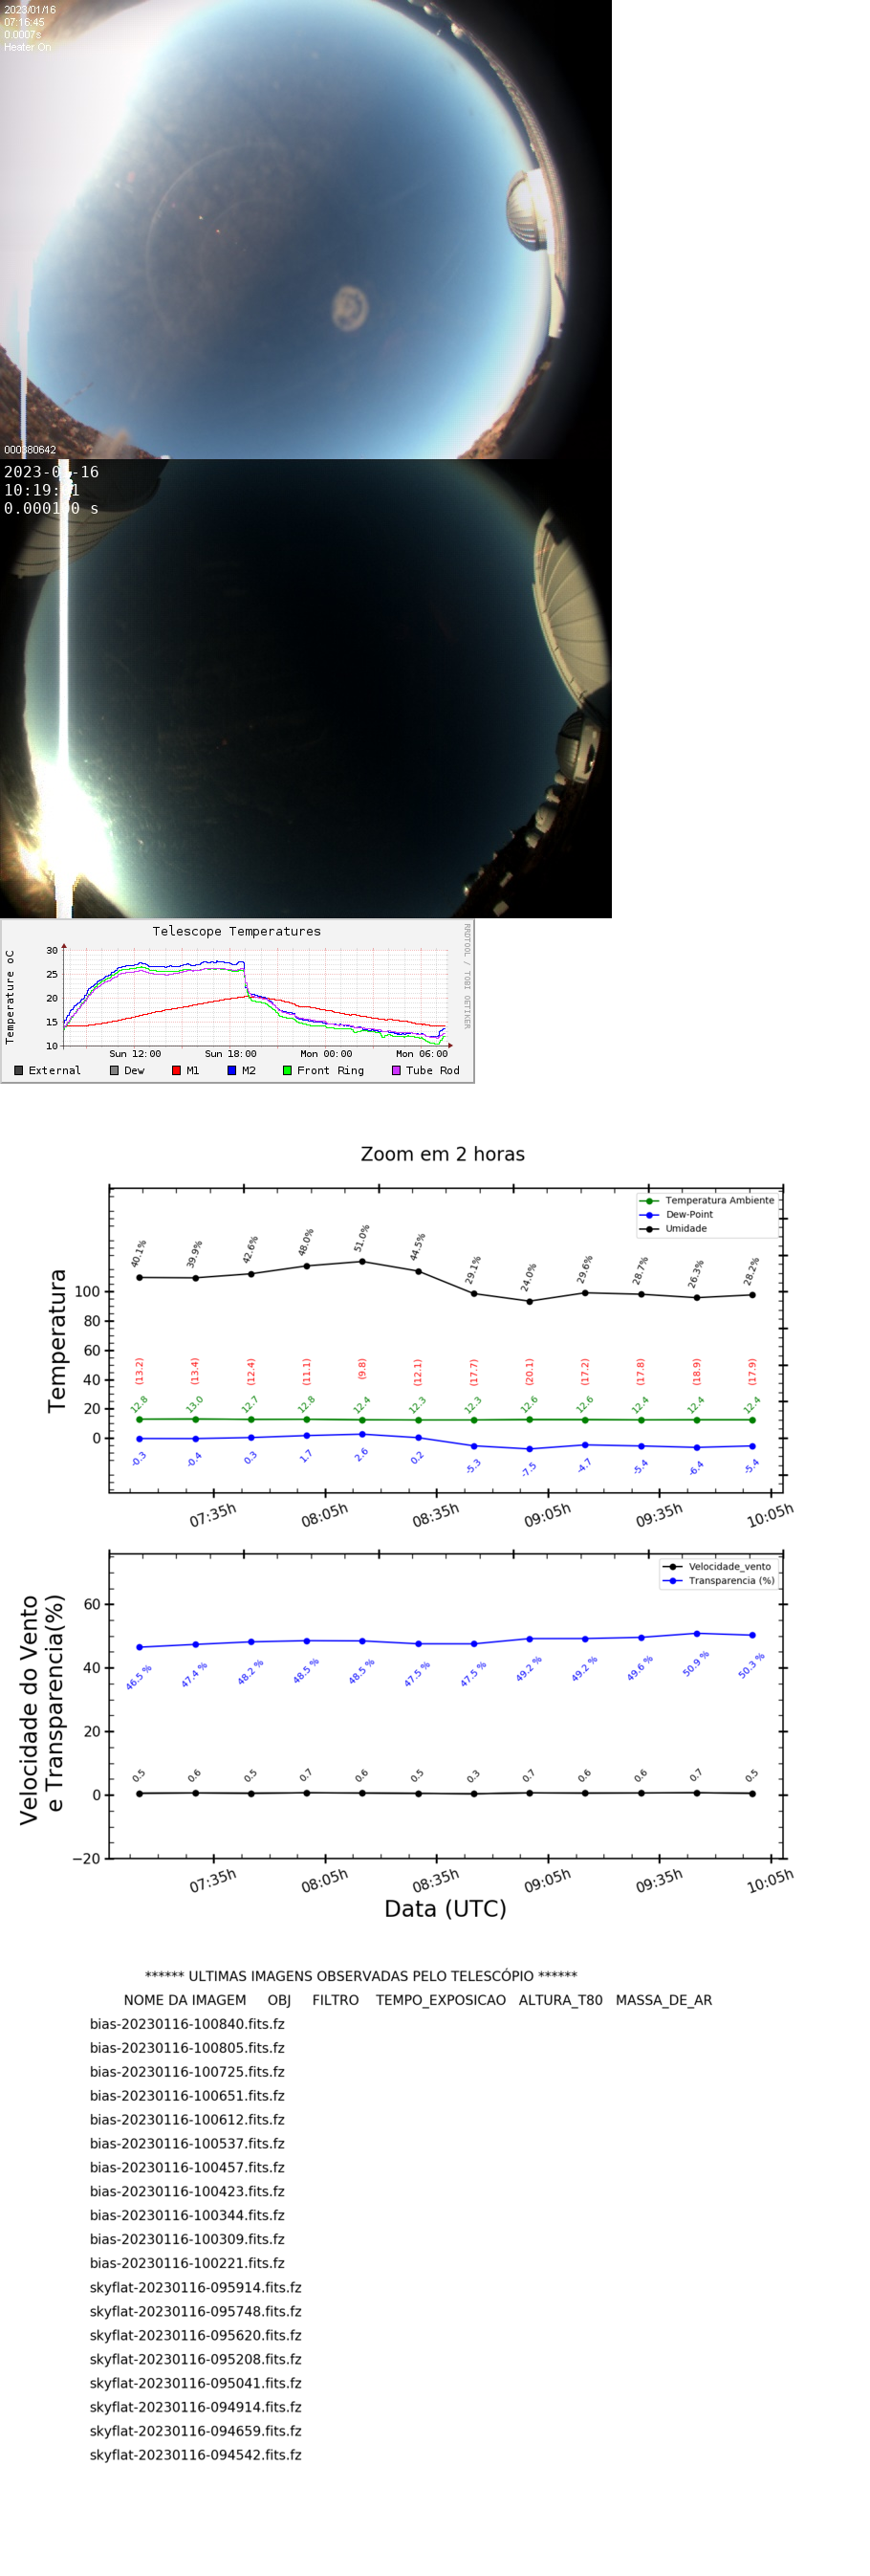 2023/01/16
07:16:45
0.0007s
Heater On
000380642
10:19:
s
Telescope Temperatures
RRDTOOL / TOBI OETIKER
Temperature oC
30
25
20
15
10
Sun 12:00 Sun 18:00 Mon 00:00 Mon 06:00
External Dew M1 M2 Front Ring Tube Rod
Zoom em 2 horas
Temperatura Ambiente
Dew-Point
Umidade
Temperatura
100
80
60
40
20
0
40.1% 39.9% 42.6% 48.0% 51.0% 44.5% 29.1% 24.0% 29.6% 28.7% 26.3% 28.2%
(13.2) (13.4) (12.4) (11.1) (9.8) (12.1) (17.7) (20.1) (17.2) (17.8) (18.9) (17.9)
12.8 13.0 12.7 12.8 12.4 12.3 12.3 12.6 12.6 12.4 12.4 12.4
-0.3 -0.4 0.3 1.7 2.6 0.2 -5.3 -7.5 -4.7 -5.4 -6.4 -5.4
07:35h 08:05h 08:35h 09:05h 09:35h 10:05h
Velocidade_vento
Transparencia (%)
Velocidade do Vento
e Transparencia(%)
60
40
20
0
−20
46.5 % 47.4 % 48.2 % 48.5 % 48.5 % 47.5 % 47.5 % 49.2 % 49.2 % 49.6 % 50.9 % 50.3 %
0.5 0.6 0.5 0.7 0.6 0.5 0.3 0.7 0.6 0.6 0.7 0.5
07:35h 08:05h 08:35h 09:05h 09:35h 10:05h
Data (UTC)
****** ULTIMAS IMAGENS OBSERVADAS PELO TELESCÓPIO ******
NOME DA IMAGEM OBJ FILTRO TEMPO_EXPOSICAO ALTURA_T80 MASSA_DE_AR
bias-20230116-100840.fits.fz
bias-20230116-100805.fits.fz
bias-20230116-100725.fits.fz
bias-20230116-100651.fits.fz
bias-20230116-100612.fits.fz
bias-20230116-100537.fits.fz
bias-20230116-100457.fits.fz
bias-20230116-100423.fits.fz
bias-20230116-100344.fits.fz
bias-20230116-100309.fits.fz
bias-20230116-100221.fits.fz
skyflat-20230116-095914.fits.fz
skyflat-20230116-095748.fits.fz
skyflat-20230116-095620.fits.fz
skyflat-20230116-095208.fits.fz
skyflat-20230116-095041.fits.fz
skyflat-20230116-094914.fits.fz
skyflat-20230116-094659.fits.fz
skyflat-20230116-094542.fits.fz